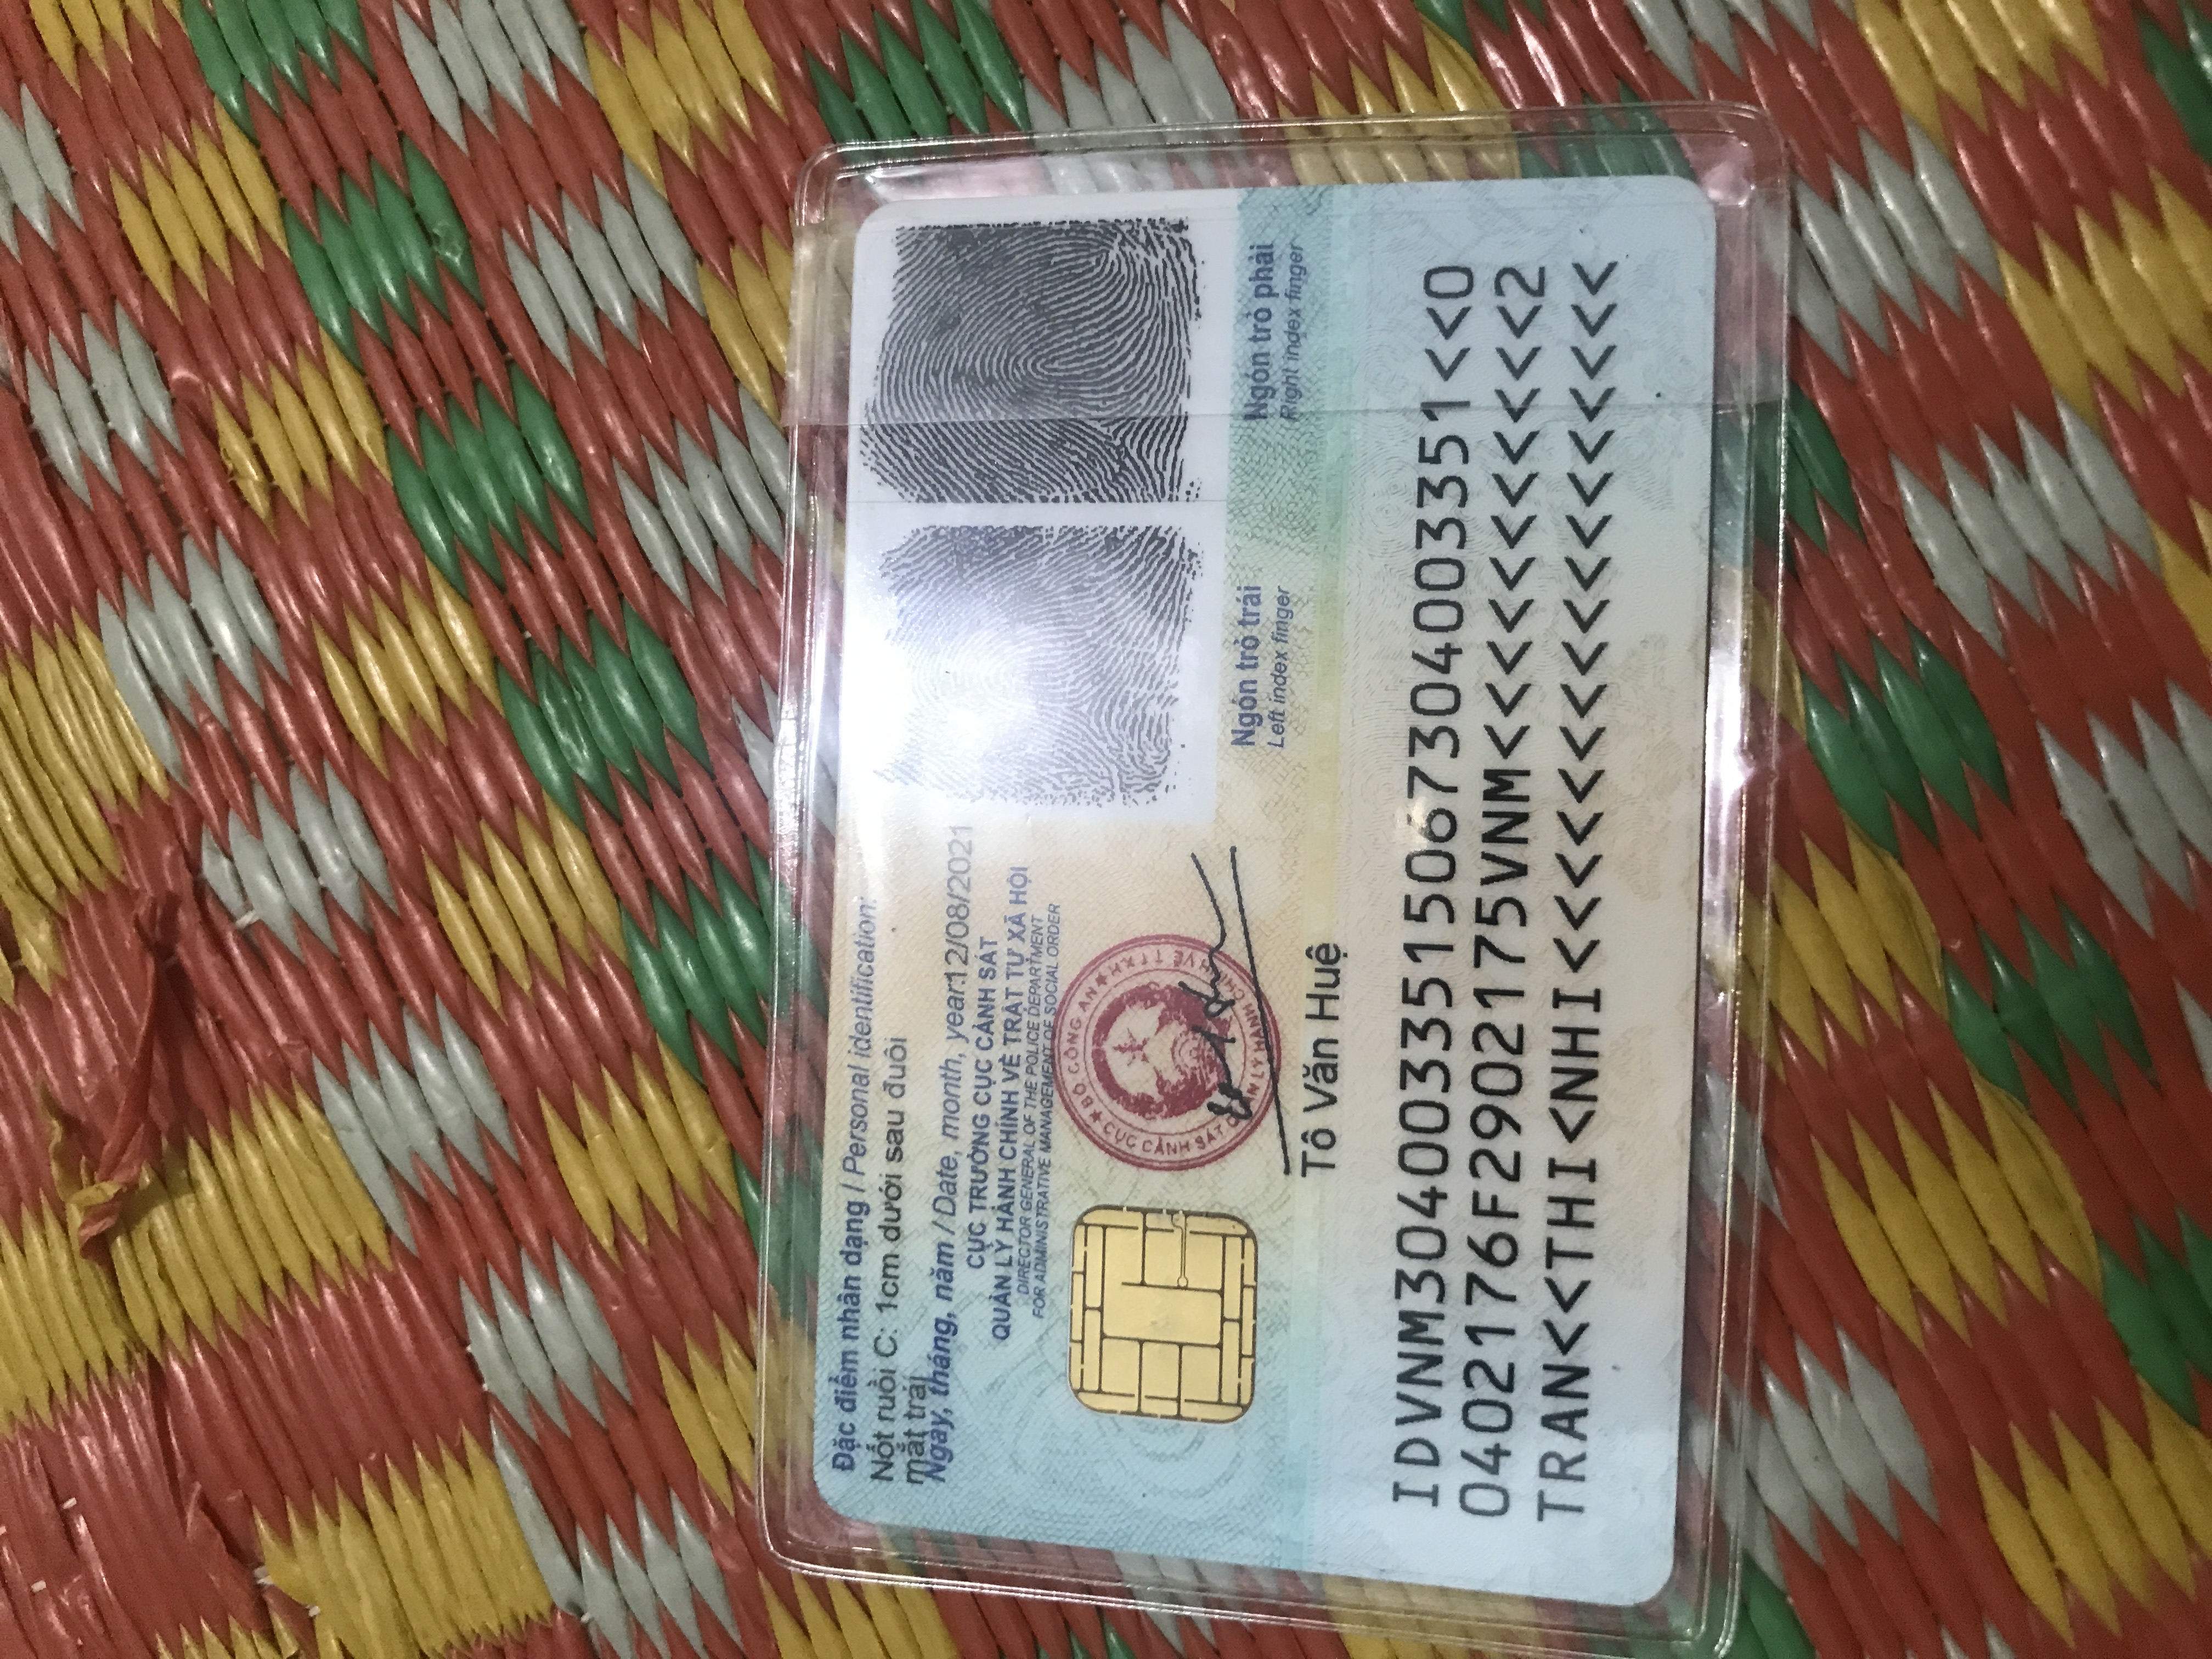 Đặc điểm nhân dạng / Personal identification:
Nốt ruồi C: 1cm dưới sau đuôi
mắt trái
Ngày, tháng, năm / Date, month, year:12/08/2021
CỤC TRƯỞNG CỤC CẢNH SÁT
QUẢN LÝ HÀNH CHÍNH VỀ TRẬT TỰ XÃ HỘI
DIRECTOR GENERAL OF THE POLICE DEPARTMENT
FOR ADMINISTRATIVE MANAGEMENT OF SOCIAL ORDER
BỘ CÔNG AN
CỤC CẢNH SÁT QUẢN LÝ HÀNH CHÍNH VỀ TTXH
Tô Văn Huệ
Ngón trỏ trái
Left index finger
Ngón trỏ phải
Right index finger
IDVNM3040033515067304003351<<0
0402176F2902175VNM<<<<<<<<<<<2
TRAN<<THI<NHI<<<<<<<<<<<<<<<<<